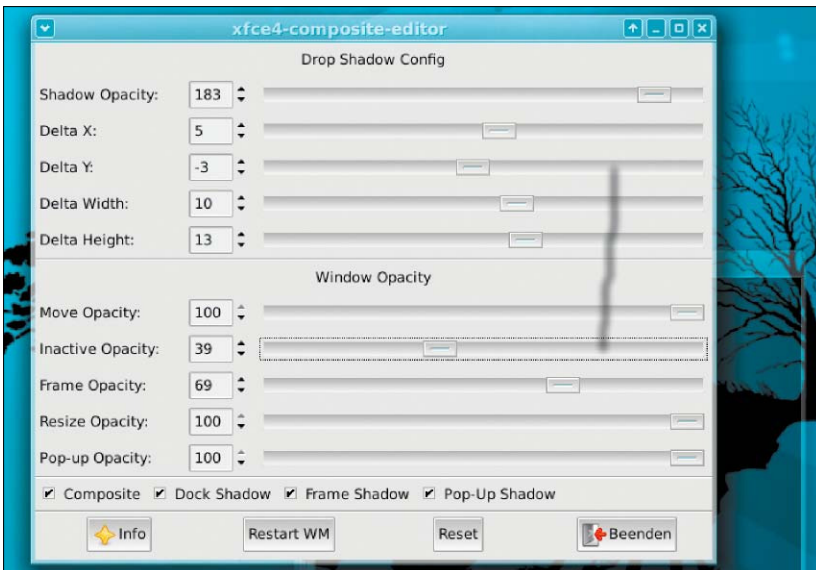 xfce4-composite-editor
Drop Shadow Config
Shadow Opacity: 183
Delta X: 5
Delta Y: -3
Delta Width: 10
Delta Height: 13
Window Opacity
Move Opacity: 100
Inactive Opacity: 39
Frame Opacity: 69
Resize Opacity: 100
Pop-up Opacity: 100
Composite Dock Shadow Frame Shadow Pop-Up Shadow
Info Restart WM Reset Beenden